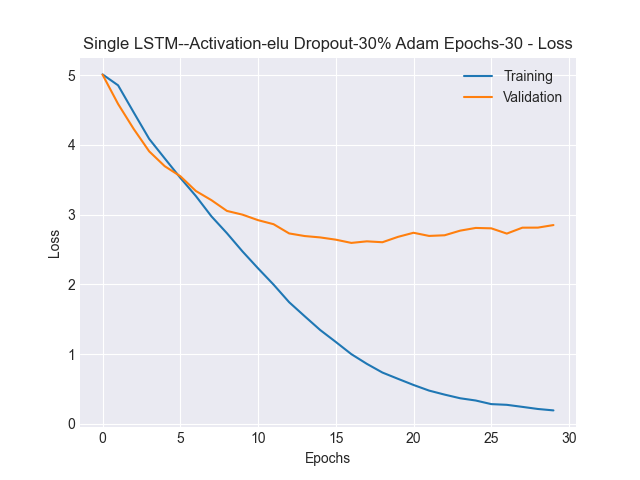 Single LSTM--Activation-elu Dropout-30% Adam Epochs-30 - Loss
Training
Validation
5
4
3
2
1
0
Loss
0 5 10 15 20 25 30
Epochs